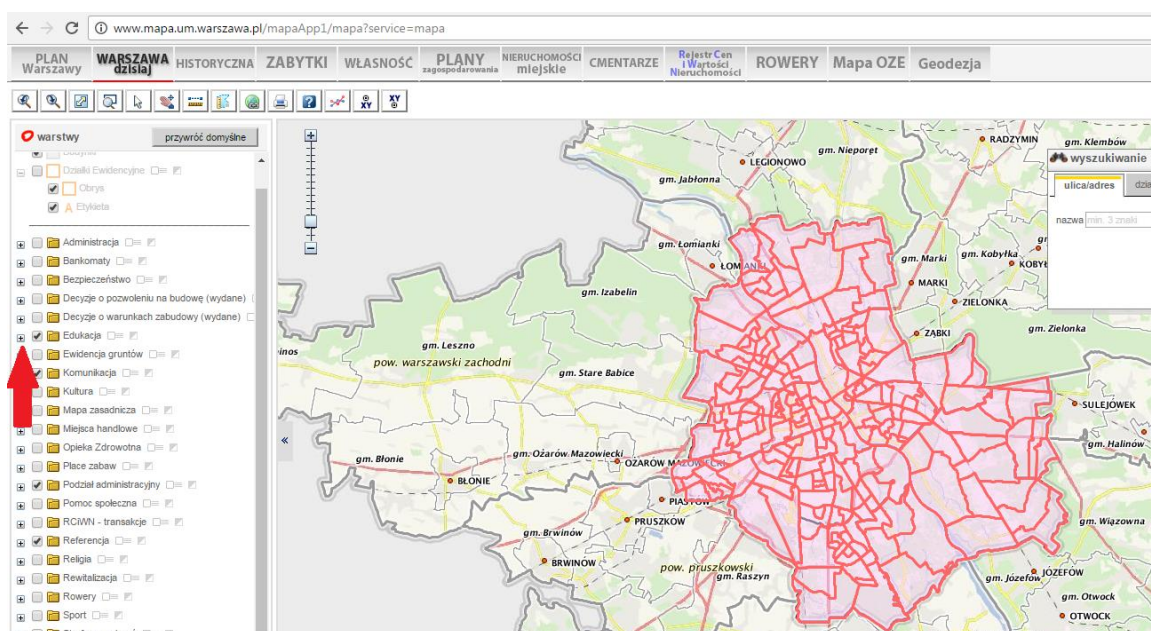 www.mapa.um.warszawa.pl/mapaApp1/mapa?service=mapa
PLAN Warszawy
WARSZAWA dzisiaj
HISTORYCZNA
ZABYTKI
WŁASNOŚĆ
PLANY zagospodarowania
NIERUCHOMOŚCI miejskie
CMENTARZE
Rejestr Cen i Wartości Nieruchomości
ROWERY
Mapa OZE
Geodezja
warstwy
przywróć domyślne
Działki Ewidencyjne
Obrys
A Etykieta
Administracja
Bankomaty
Bezpieczeństwo
Decyzje o pozwoleniu na budowę (wydane)
Decyzje o warunkach zabudowy (wydane)
Edukacja
Ewidencja gruntów
Komunikacja
Kultura
Mapa zasadnicza
Miejsca handlowe
Opieka Zdrowotna
Place zabaw
Podział administracyjny
Pomoc społeczna
RCiWN - transakcje
Referencja
Religia
Rewitalizacja
Rowery
Sport
wyszukiwanie
ulica/adres
dzia
nazwa min. 3 znaki
RADZYMIN
gm. Klembów
gm. Nieporęt
LEGIONOWO
gm. Jabłonna
gm. Łomianki
gm. Marki
gm. Kobyłka
MARKI
gm. Izabelin
ZIELONKA
gm. Zielonka
ZĄBKI
gm. Leszno
pow. warszawski zachodni
gm. Stare Babice
SULEJÓWEK
gm. Halinów
gm. Ożarów Mazowiecki
OŻARÓW MAZOWIECKI
gm. Błonie
BŁONIE
PIASTÓW
PRUSZKÓW
gm. Brwinów
gm. Wiązowna
BRWINÓW
pow. pruszkowski
gm. Raszyn
gm. Józefów
JÓZEFÓW
gm. Otwock
OTWOCK